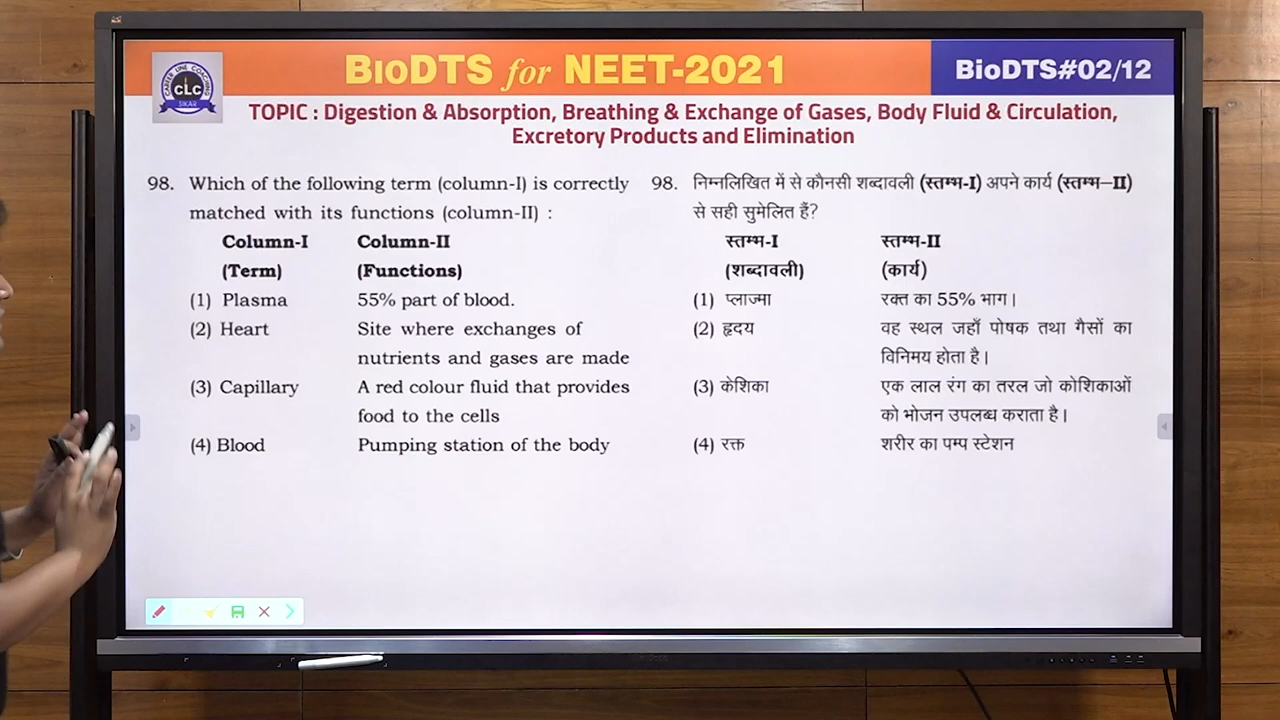 CAREER LINE COACHING
CLC
SIKAR
BIODTS for NEET-2021
BioDTS#02/12
TOPIC : Digestion & Absorption, Breathing & Exchange of Gases, Body Fluid & Circulation,
Excretory Products and Elimination
98. Which of the following term (column-I) is correctly
matched with its functions (column-II) :
Column-I Column-II
(Term) (Functions)
(1) Plasma 55% part of blood.
(2) Heart Site where exchanges of
nutrients and gases are made
(3) Capillary A red colour fluid that provides
food to the cells
(4) Blood Pumping station of the body
98. निम्नलिखित में से कौनसी शब्दावली (स्तम्भ-I) अपने कार्य (स्तम्भ–II)
से सही सुमेलित हैं?
स्तम्भ-I स्तम्भ-II
(शब्दावली) (कार्य)
(1) प्लाज्मा रक्त का 55% भाग।
(2) हृदय वह स्थल जहाँ पोषक तथा गैसों का
विनिमय होता है।
(3) केशिका एक लाल रंग का तरल जो कोशिकाओं
को भोजन उपलब्ध कराता है।
(4) रक्त शरीर का पम्प स्टेशन